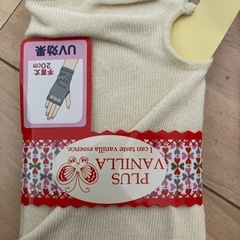 UV効果
手首丈
20cm
PLUS
VANILLA
I can taste vanilla essence.